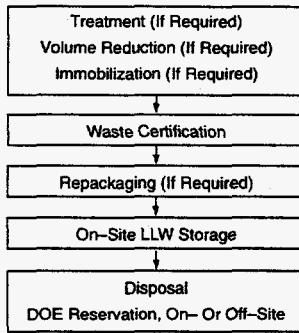 Treatment (If Required)
Volume Reduction (If Required)
Immobilization (If Required)
Waste Certification
Repackaging (If Required)
On–Site LLW Storage
Disposal
DOE Reservation, On– Or Off–Site